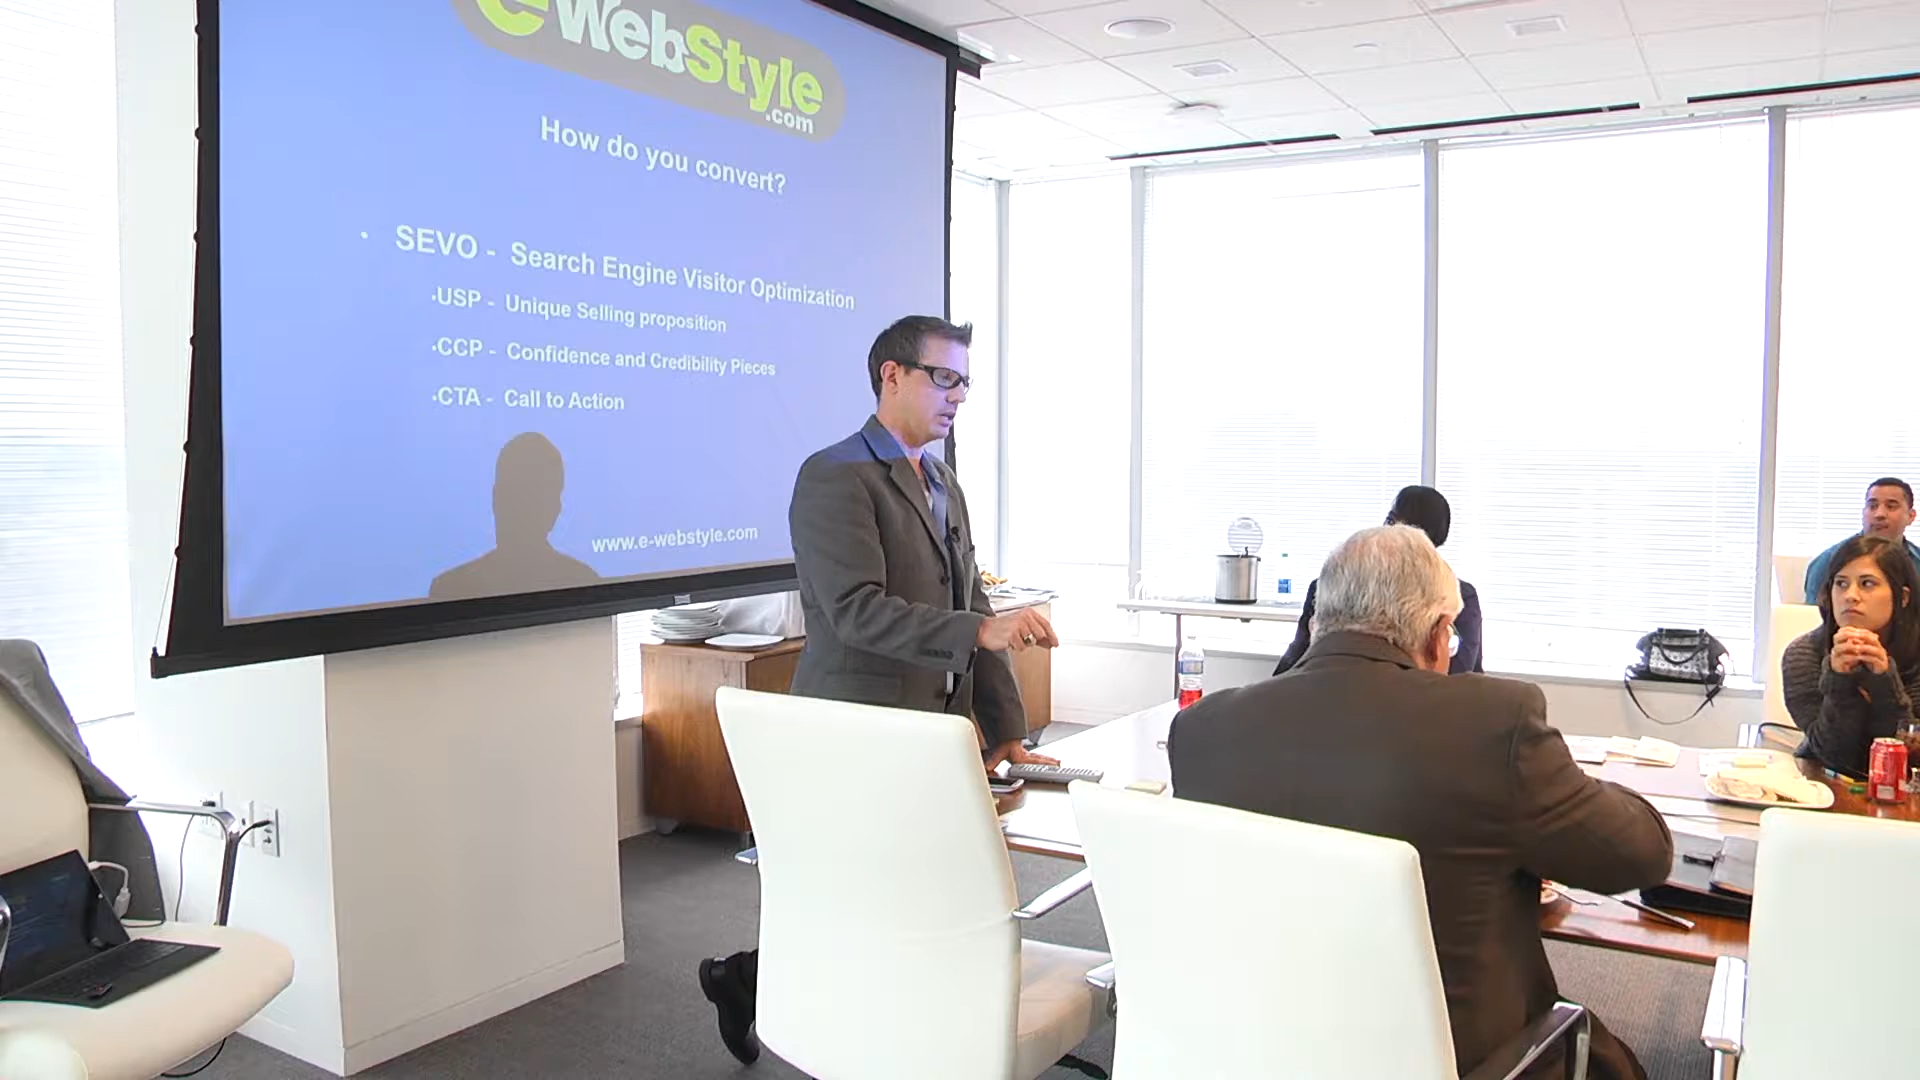 e-WebStyle
.com
How do you convert?
• SEVO - Search Engine Visitor Optimization
•USP - Unique Selling proposition
•CCP - Confidence and Credibility Pieces
•CTA - Call to Action
www.e-webstyle.com